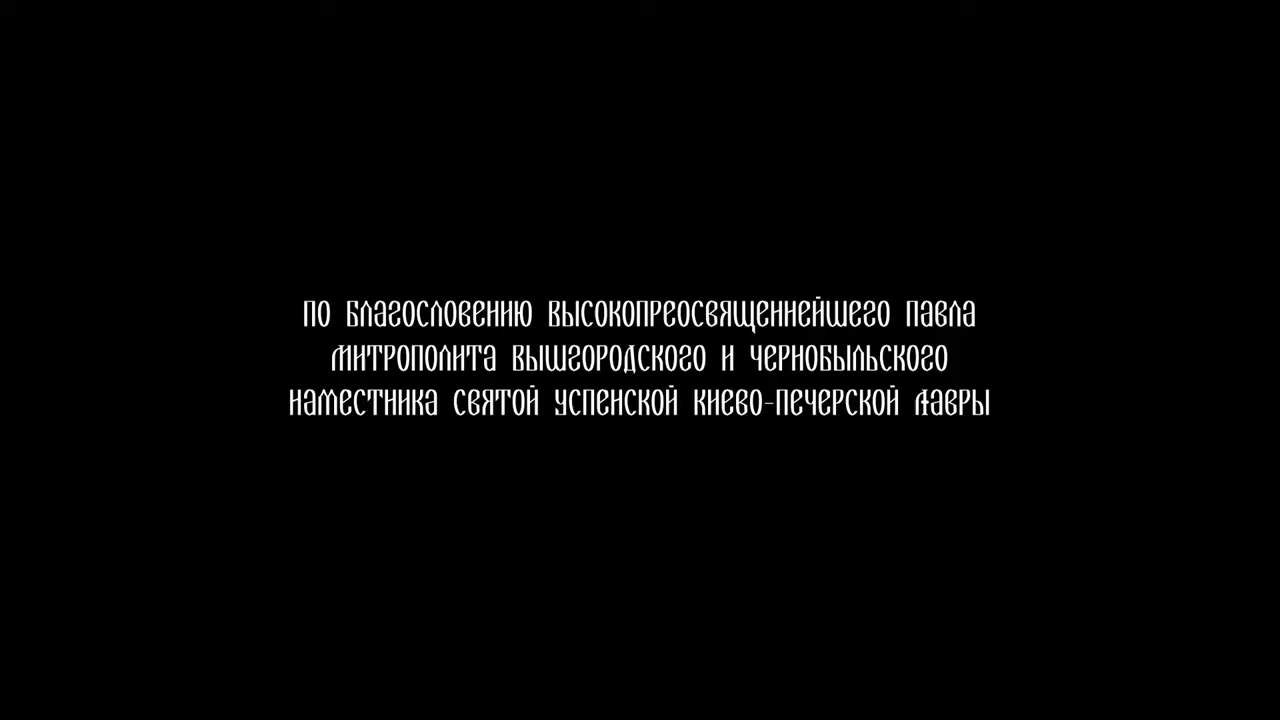 по благословению высокопреосвященнейшего павла
митрополита вышгородского и чернобыльского
наместника святой успенской киево-печерской лавры